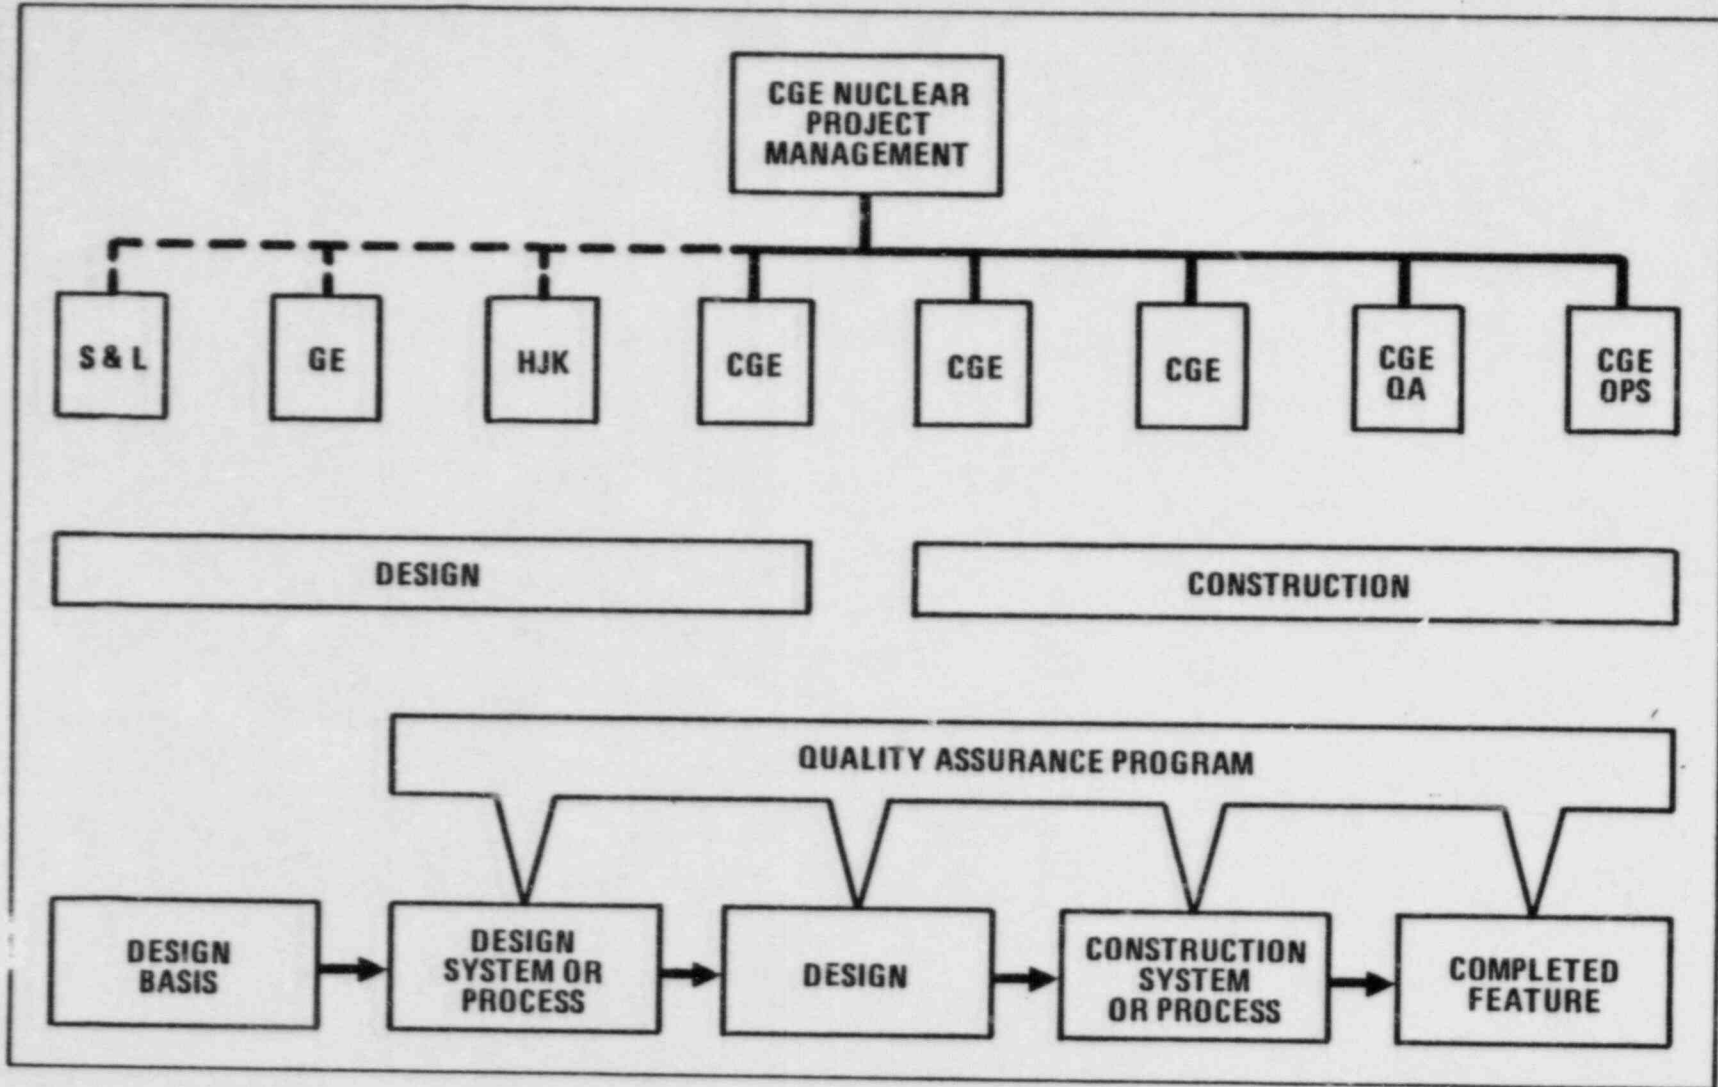 CGE NUCLEAR
PROJECT
MANAGEMENT
S & L
GE
HJK
CGE
CGE
CGE
CGE
QA
CGE
OPS
DESIGN
CONSTRUCTION
QUALITY ASSURANCE PROGRAM
DESIGN
BASIS
DESIGN
SYSTEM OR
PROCESS
DESIGN
CONSTRUCTION
SYSTEM
OR PROCESS
COMPLETED
FEATURE